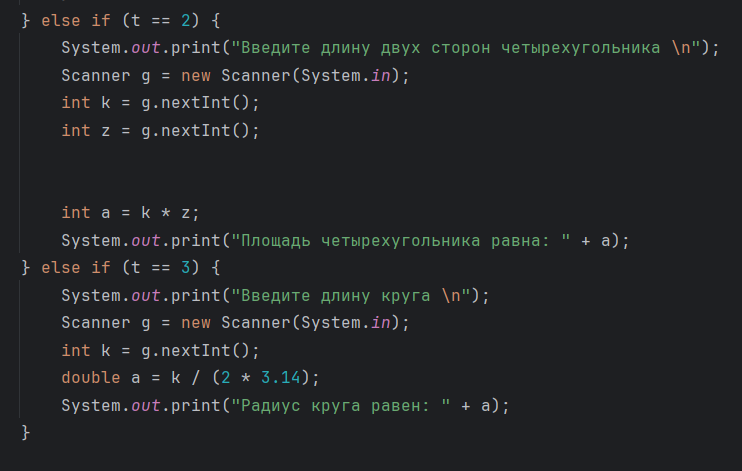 } else if (t == 2) {
System.out.print("Введите длину двух сторон четырехугольника \n");
Scanner g = new Scanner(System.in);
int k = g.nextInt();
int z = g.nextInt();
int a = k * z;
System.out.print("Площадь четырехугольника равна: " + a);
} else if (t == 3) {
System.out.print("Введите длину круга \n");
Scanner g = new Scanner(System.in);
int k = g.nextInt();
double a = k / (2 * 3.14);
System.out.print("Радиус круга равен: " + a);
}